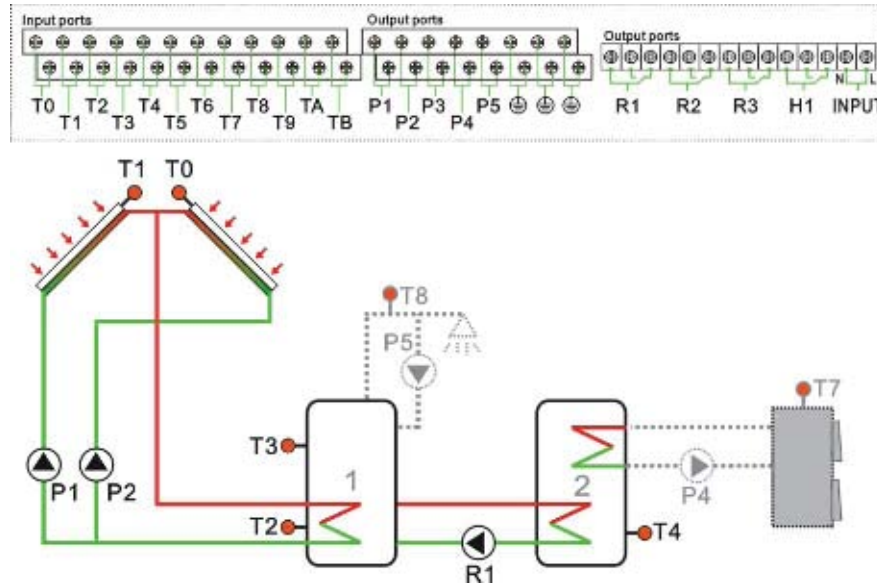 Input ports
Output ports
Output ports
T0 T2 T4 T6 T8 TA
T1 T3 T5 T7 T9 TB
P1 P3 P5
P2 P4
R1 R2 R3 H1 INPUT
N L
T1 T0
T8
P5
T7
T3
1
2
P1 P2
P4
T2
T4
R1